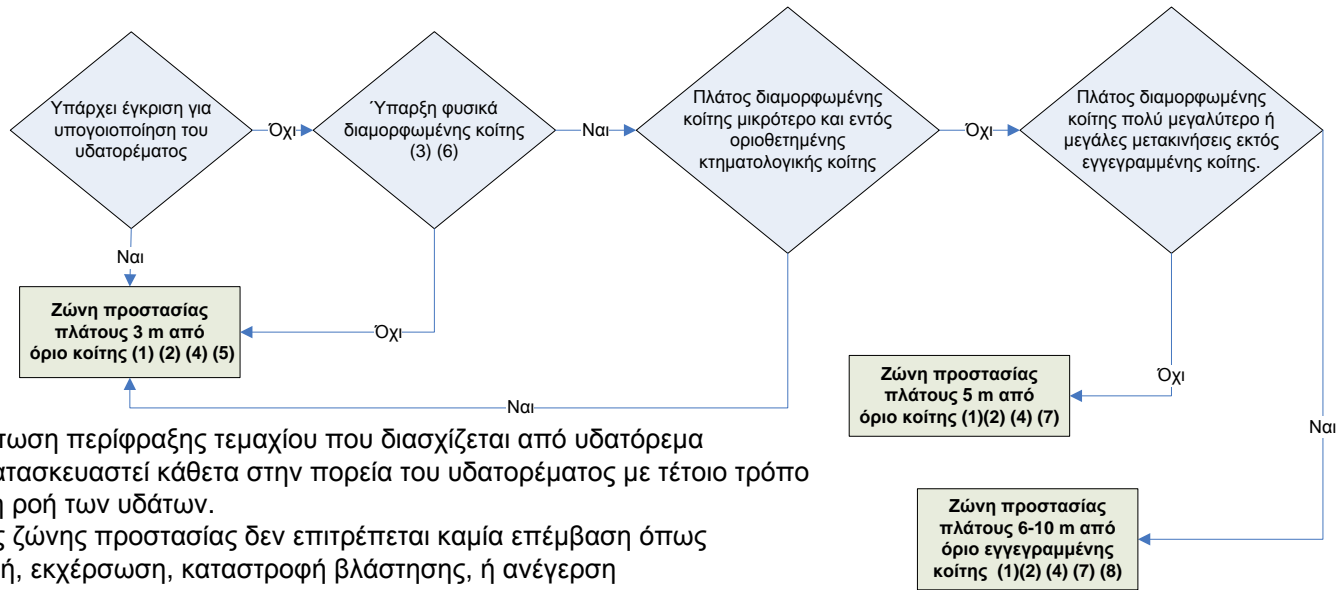 Υπάρχει έγκριση για
υπογοιοποίηση του
υδατορέματος
Όχι
Ύπαρξη φυσικά
διαμορφωμένης κοίτης
(3) (6)
Ναι
Πλάτος διαμορφωμένης
κοίτης μικρότερο και εντός
οριοθετημένης
κτηματολογικής κοίτης
Όχι
Πλάτος διαμορφωμένης
κοίτης πολύ μεγαλύτερο ή
μεγάλες μετακινήσεις εκτός
εγγεγραμμένης κοίτης.
Ναι
Ζώνη προστασίας
πλάτους 3 m από
όριο κοίτης (1) (2) (4) (5)
Όχι
Ναι
Ζώνη προστασίας
πλάτους 5 m από
όριο κοίτης (1)(2) (4) (7)
Όχι
Ναι
τωση περίφραξης τεμαχίου που διασχίζεται από υδατόρεμα
ατασκευαστεί κάθετα στην πορεία του υδατορέματος με τέτοιο τρόπο
η ροή των υδάτων.
ς ζώνης προστασίας δεν επιτρέπεται καμία επέμβαση όπως
ή, εκχέρσωση, καταστροφή βλάστησης, ή ανέγερση
Ζώνη προστασίας
πλάτους 6-10 m από
όριο εγγεγραμμένης
κοίτης (1)(2) (4) (7) (8)